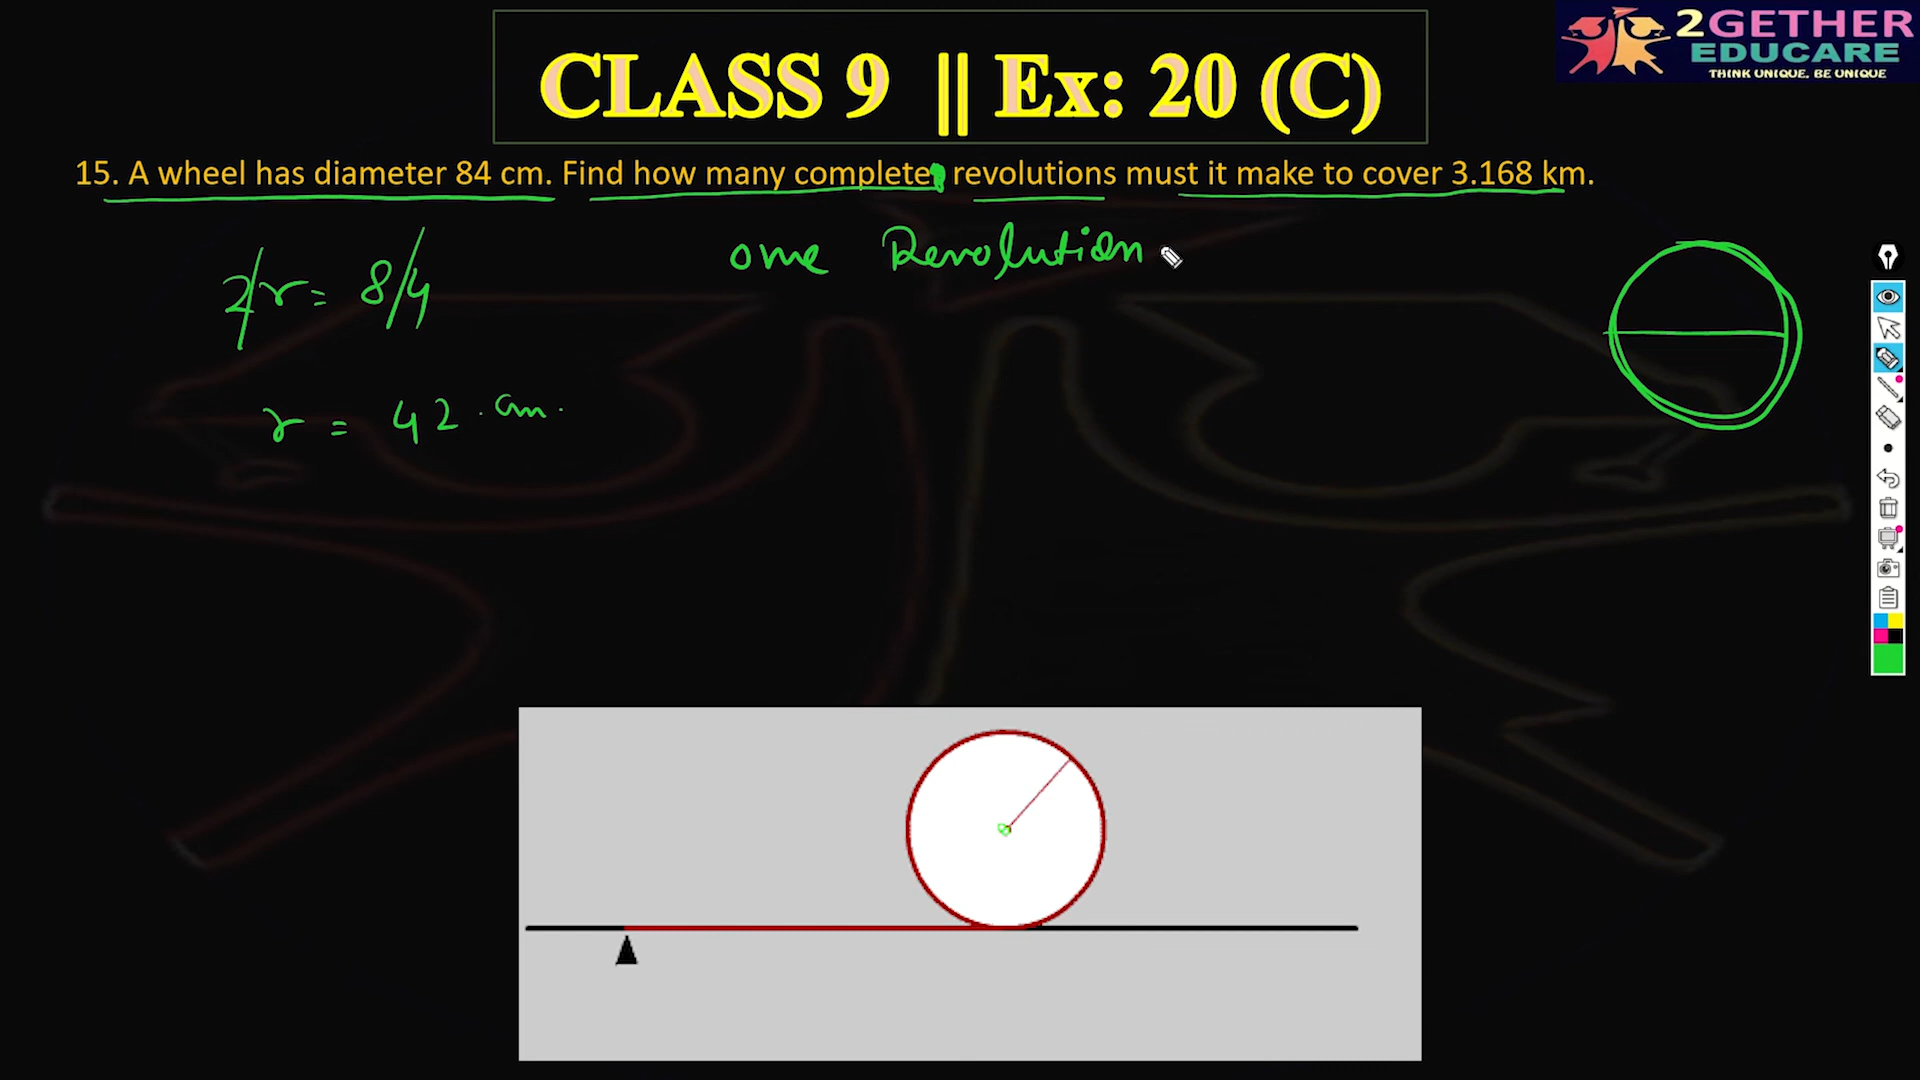 2GETHER
EDUCARE
THINK UNIQUE. BE UNIQUE
CLASS 9 || Ex: 20 (C)
15. A wheel has diameter 84 cm. Find how many complete revolutions must it make to cover 3.168 km.
one Revolution
2r = 84
r = 42 . cm .